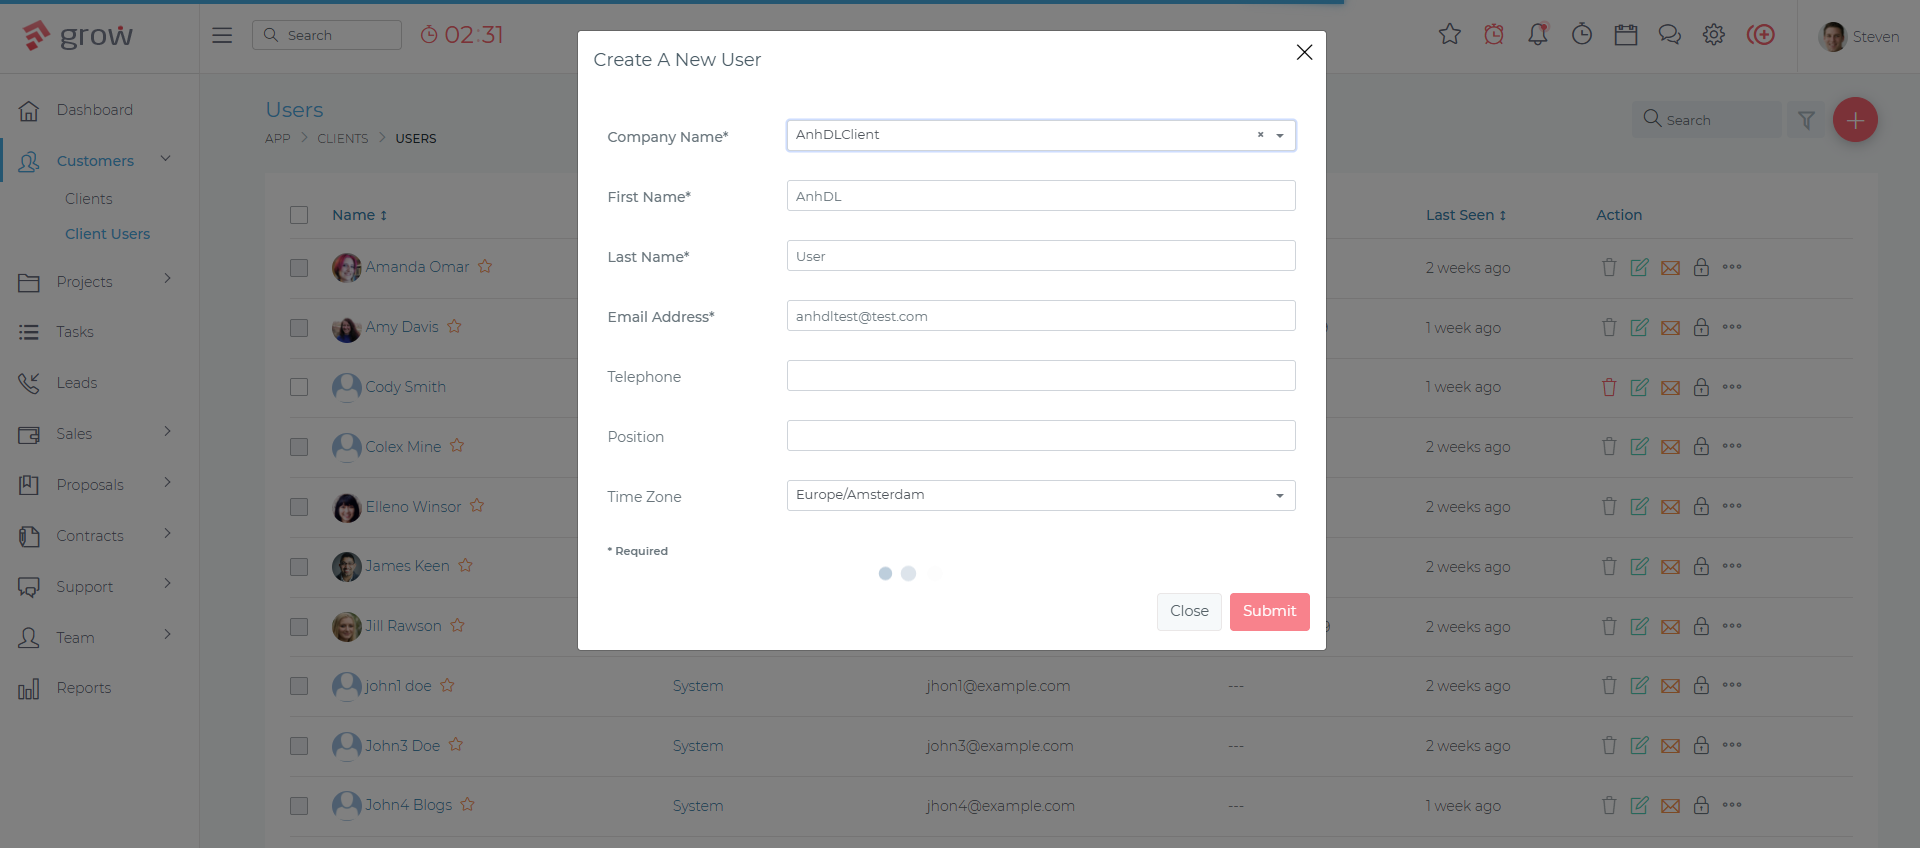 grow
Search
02:31
Steven
Dashboard
Customers
Clients
Client Users
Projects
Tasks
Leads
Sales
Proposals
Contracts
Support
Team
Reports
Users
APP
CLIENTS
USERS
Search
Name
Last Seen
Action
Amanda Omar
2 weeks ago
Amy Davis
1 week ago
Cody Smith
1 week ago
Colex Mine
2 weeks ago
Elleno Winsor
2 weeks ago
James Keen
2 weeks ago
Jill Rawson
2 weeks ago
john1 doe System jhon1@example.com --- 2 weeks ago
John3 Doe System john3@example.com --- 2 weeks ago
John4 Blogs System jhon4@example.com --- 1 week ago
Create A New User
Company Name* AnhDLClient
First Name* AnhDL
Last Name* User
Email Address* anhdltest@test.com
Telephone
Position
Time Zone Europe/Amsterdam
* Required
Close Submit